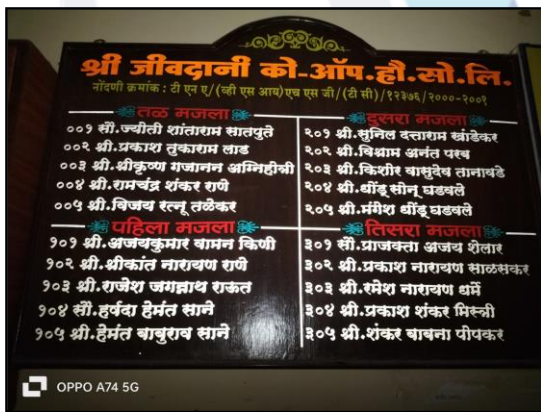 श्री जीवदानी को-ऑप.हौ.सो.लि.
नोंदणी क्रमांक : टी एन ए/(व्ही एस आय)एच एस जी/(टी सी)/१२३७६/२०००-२००१
तळ मजला
००१ सौ.ज्योती शांताराम सातपुते
००२ श्री.प्रकाश तुकाराम लाड
००३ श्री.श्रीकृष्ण गजानन अग्निहोत्री
००४ श्री.रामचंद्र शंकर राणे
००५ श्री.विजय रत्नू तळेकर
पहिला मजला
१०१ श्री.अजयकुमार वामन किणी
१०२ श्री.श्रीकांत नारायण राणे
१०३ श्री.राजेश जगन्नाथ राऊत
१०४ सौ.हर्षदा हेमंत साने
१०५ श्री.हेमंत बाबुराव साने
दुसरा मजला
२०१ श्री.सुनिल दत्ताराम खांडेकर
२०२ श्री.विश्राम अनंत परब
२०३ श्री.किशोर वासुदेव तानावडे
२०४ श्री.धोंडू सोनू घडवले
२०५ श्री.मंगेश धोंडू घडवले
तिसरा मजला
३०१ सौ.प्राजक्ता अजय शेलार
३०२ श्री.प्रकाश नारायण साळसकर
३०३ श्री.रमेश नारायण धर्मे
३०४ श्री.प्रकाश शंकर मिस्त्री
३०५ श्री.शंकर बाबना पीपकर
OPPO A74 5G